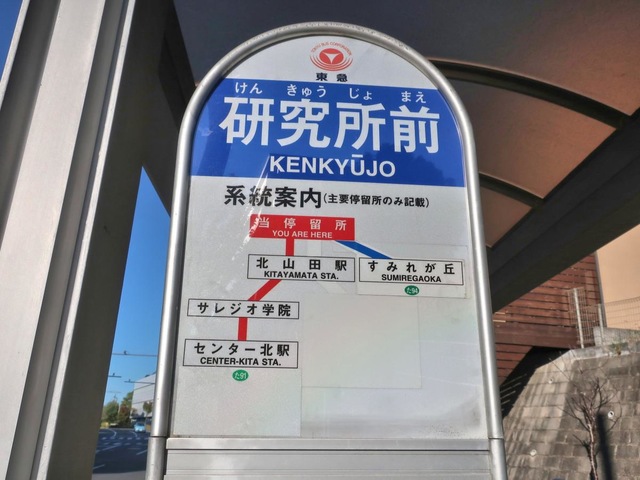 東急
けん きゅう じょ まえ
研究所前
KENKYŪJO
系統案内(主要停留所のみ記載)
当停留所
YOU ARE HERE
北山田駅
KITAYAMATA STA.
すみれが丘
SUMIREGAOKA
た94
サレジオ学院
センター北駅
CENTER-KITA STA.
た91